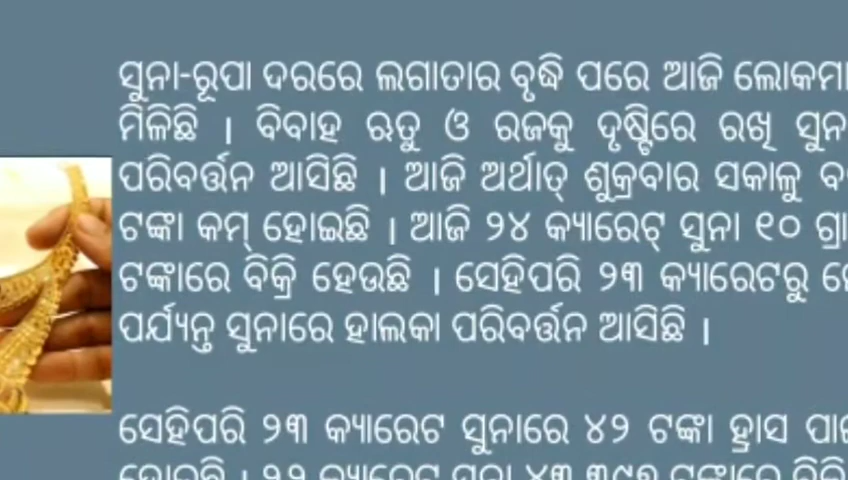 ସୁନା-ରୂପା ଦରରେ ଲଗାତାର ବୃଦ୍ଧି ପରେ ଆଜି
ମିଳିଛି । ବିବାହ ଋତୁ ଓ ରଜକୁ ଦୃଷ୍ଟିରେ ରଖି
ପରିବର୍ତ୍ତନ ଆସିଛି । ଆଜି ଅର୍ଥାତ୍ ଶୁକ୍ରବାର ସକାଳୁ
ଟଙ୍କା କମ୍ ହୋଇଛି । ଆଜି ୨୪ କ୍ୟାରେଟ୍ ସୁନା ୧୦
ଟଙ୍କାରେ ବିକ୍ରି ହେଉଛି । ସେହିପରି ୨୩ କ୍ୟାରେଟରୁ
ପର୍ଯ୍ୟନ୍ତ ସୁନାରେ ହାଲକା ପରିବର୍ତ୍ତନ ଆସିଛି ।
ସେହିପରି ୨୩ କ୍ୟାରେଟ ସୁନାରେ ୪୨ ଟଙ୍କା ହ୍ରାସ